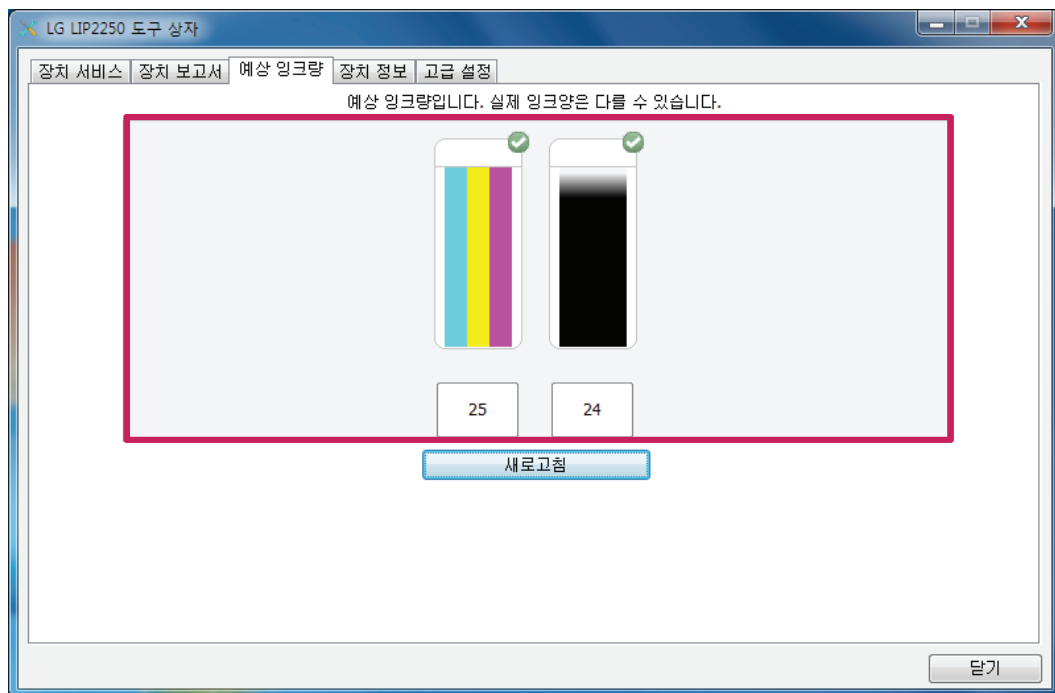 LG LIP2250 도구 상자
장치 서비스 장치 보고서 예상 잉크량 장치 정보 고급 설정
예상 잉크량입니다. 실제 잉크양은 다를 수 있습니다.
25 24
새로고침
닫기